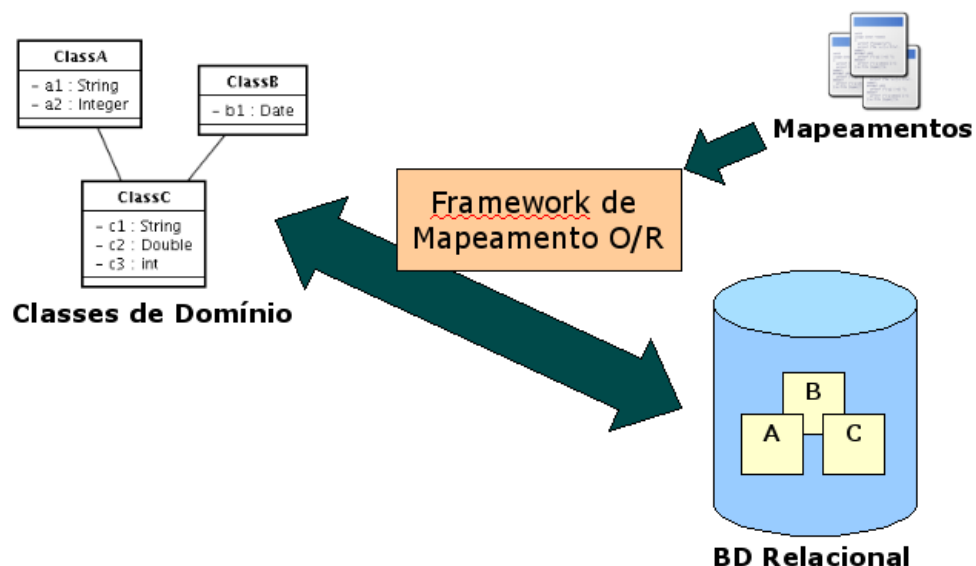 ClassA
- a1 : String
- a2 : Integer
ClassB
- b1 : Date
ClassC
- c1 : String
- c2 : Double
- c3 : int
Classes de Domínio
Mapeamentos
Framework de
Mapeamento O/R
B
A
C
BD Relacional